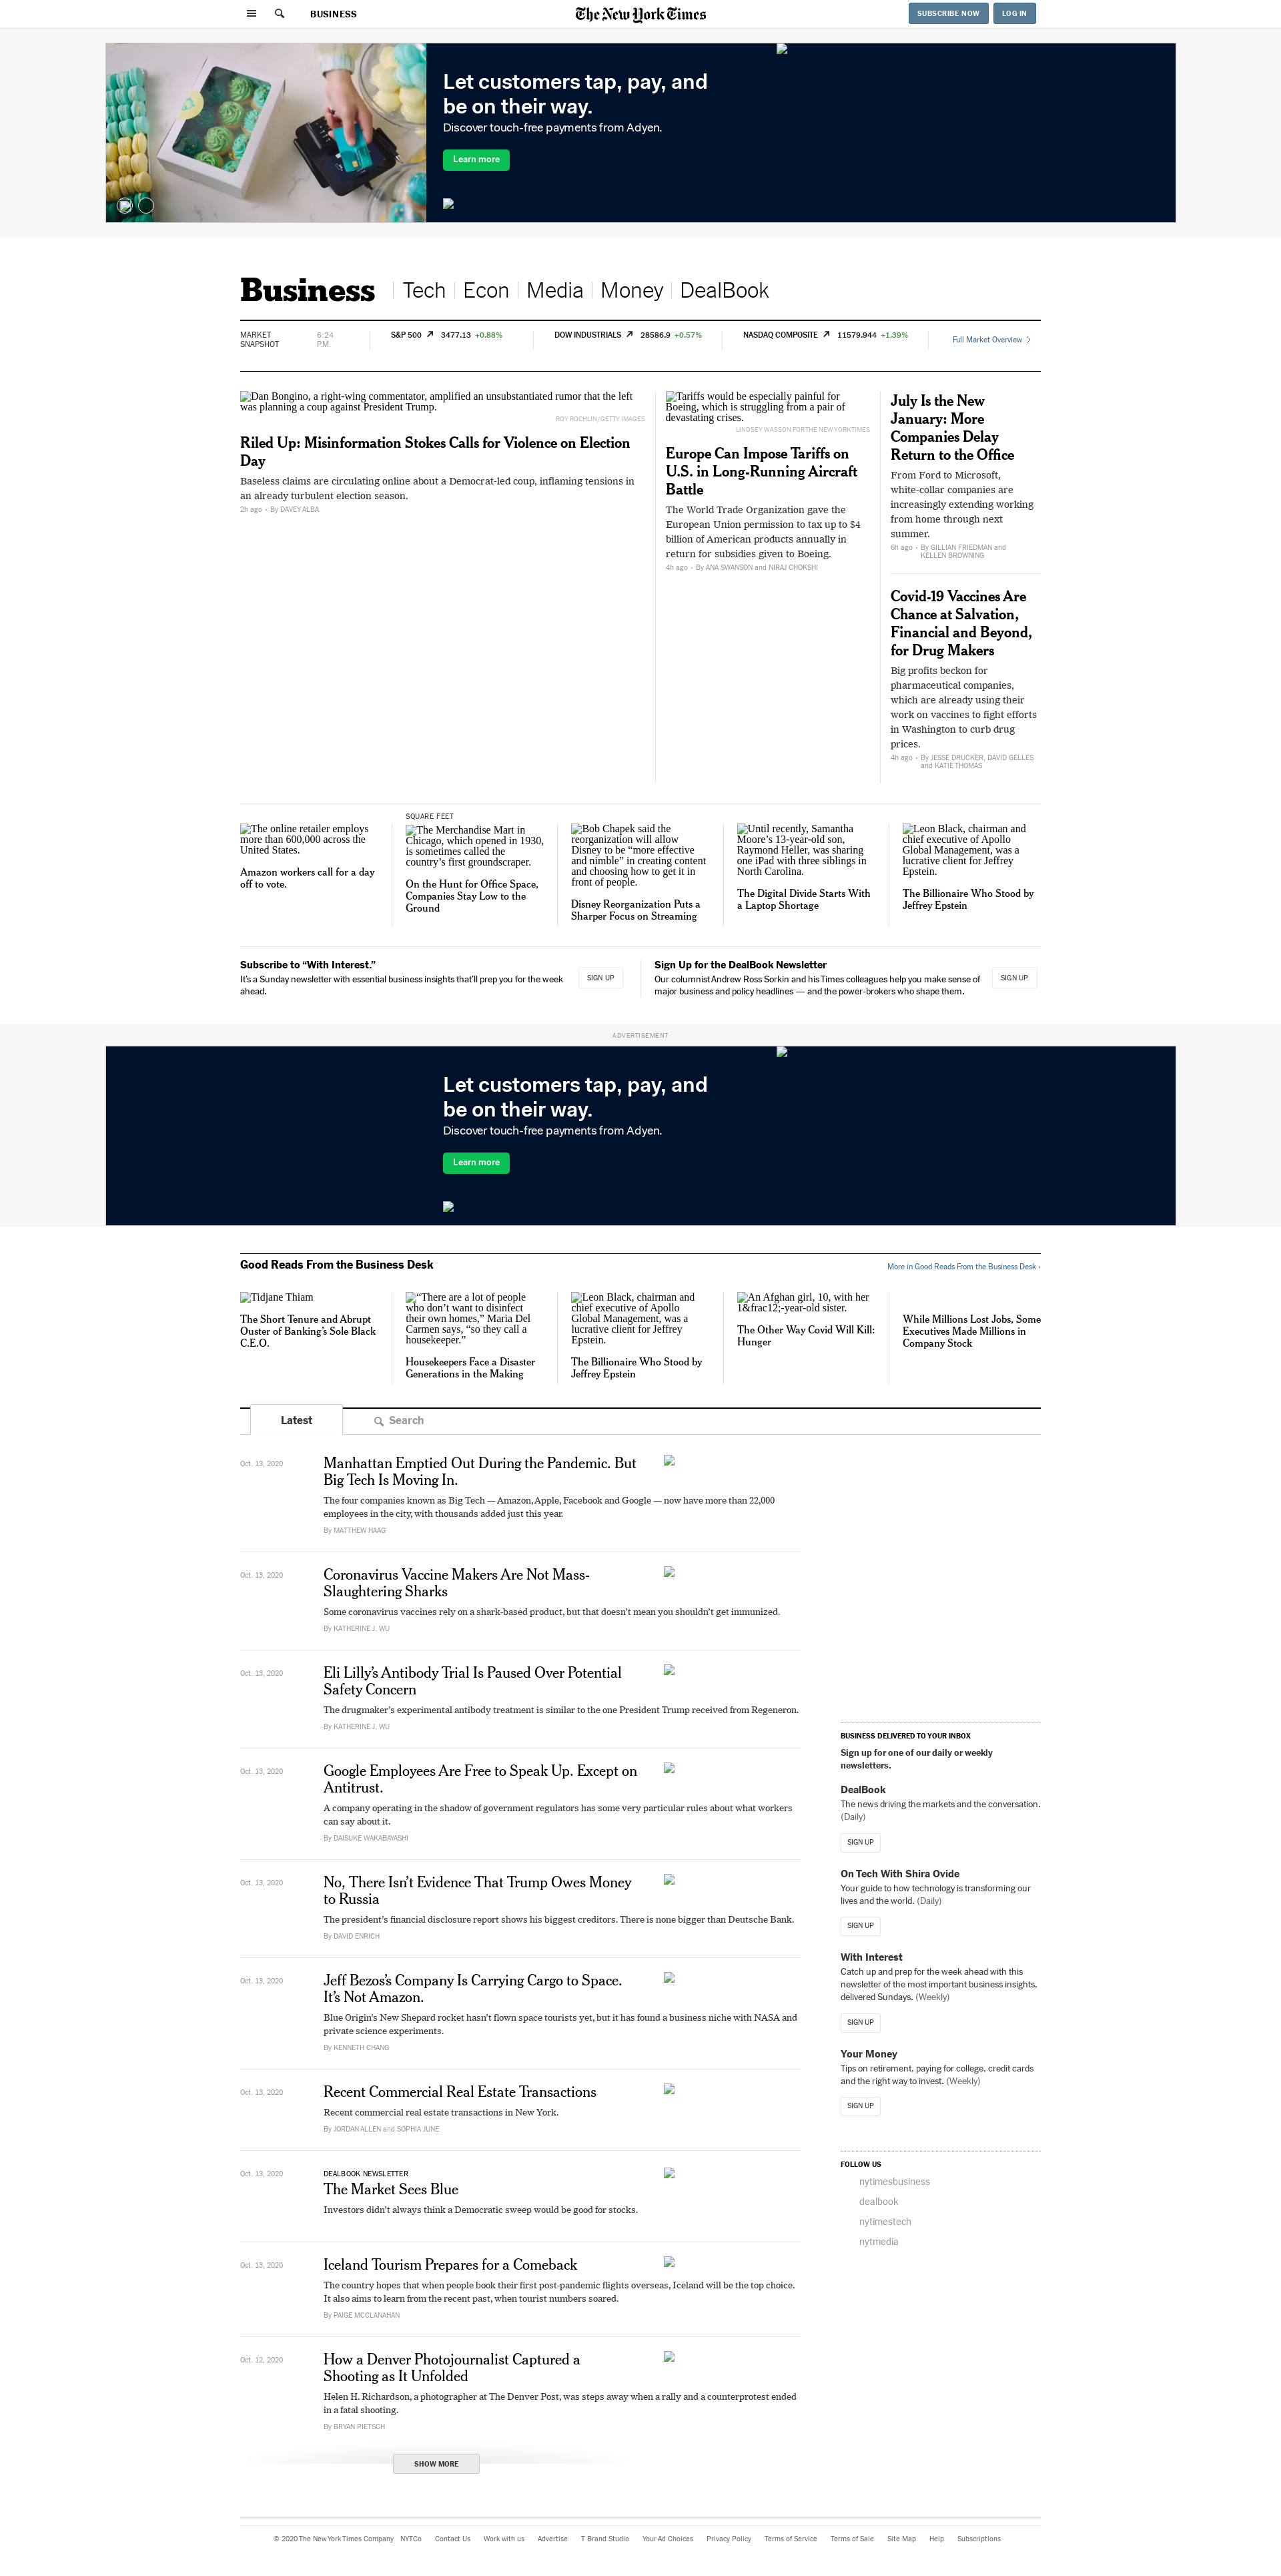 BUSINESS
The New York Times
SUBSCRIBE NOW
LOG IN
Let customers tap, pay, and
be on their way.
Discover touch-free payments from Adyen.
Learn more
Business
Tech
Econ
Media
Money
DealBook
MARKET
SNAPSHOT
6:24
P.M.
S&P 500 3477.13 +0.88%
DOW INDUSTRIALS 28586.9 +0.57%
NASDAQ COMPOSITE 11579.944 +1.39%
Full Market Overview
Dan Bongino, a right-wing commentator, amplified an unsubstantiated rumor that the left
was planning a coup against President Trump.
ROY ROCHLIN/GETTY IMAGES
Riled Up: Misinformation Stokes Calls for Violence on Election
Day
Baseless claims are circulating online about a Democrat-led coup, inflaming tensions in
an already turbulent election season.
2h ago - By DAVEY ALBA
Tariffs would be especially painful for
Boeing, which is struggling from a pair of
devastating crises.
LINDSEY WASSON FOR THE NEW YORK TIMES
Europe Can Impose Tariffs on
U.S. in Long-Running Aircraft
Battle
The World Trade Organization gave the
European Union permission to tax up to $4
billion of American products annually in
return for subsidies given to Boeing.
4h ago - By ANA SWANSON and NIRAJ CHOKSHI
July Is the New
January: More
Companies Delay
Return to the Office
From Ford to Microsoft,
white-collar companies are
increasingly extending working
from home through next
summer.
6h ago - By GILLIAN FRIEDMAN and
KELLEN BROWNING
Covid-19 Vaccines Are
Chance at Salvation,
Financial and Beyond,
for Drug Makers
Big profits beckon for
pharmaceutical companies,
which are already using their
work on vaccines to fight efforts
in Washington to curb drug
prices.
4h ago - By JESSE DRUCKER, DAVID GELLES
and KATIE THOMAS
The online retailer employs
more than 600,000 across the
United States.
Amazon workers call for a day
off to vote.
SQUARE FEET
The Merchandise Mart in
Chicago, which opened in 1930,
is sometimes called the
country's first groundscraper.
On the Hunt for Office Space,
Companies Stay Low to the
Ground
Bob Chapek said the
reorganization will allow
Disney to be “more effective
and nimble” in creating content
and choosing how to get it in
front of people.
Disney Reorganization Puts a
Sharper Focus on Streaming
Until recently, Samantha
Moore's 13-year-old son,
Raymond Heller, was sharing
one iPad with three siblings in
North Carolina.
The Digital Divide Starts With
a Laptop Shortage
Leon Black, chairman and
chief executive of Apollo
Global Management, was a
lucrative client for Jeffrey
Epstein.
The Billionaire Who Stood by
Jeffrey Epstein
Subscribe to “With Interest.”
It's a Sunday newsletter with essential business insights that'll prep you for the week
ahead.
SIGN UP
Sign Up for the DealBook Newsletter
Our columnist Andrew Ross Sorkin and his Times colleagues help you make sense of
major business and policy headlines — and the power-brokers who shape them.
SIGN UP
ADVERTISEMENT
Let customers tap, pay, and
be on their way.
Discover touch-free payments from Adyen.
Learn more
Good Reads From the Business Desk
More in Good Reads From the Business Desk ›
Tidjane Thiam
The Short Tenure and Abrupt
Ouster of Banking's Sole Black
C.E.O.
“There are a lot of people
who don't want to disinfect
their own homes,” Maria Del
Carmen says, “so they call a
housekeeper.”
Housekeepers Face a Disaster
Generations in the Making
Leon Black, chairman and
chief executive of Apollo
Global Management, was a
lucrative client for Jeffrey
Epstein.
The Billionaire Who Stood by
Jeffrey Epstein
An Afghan girl, 10, with her
1&frac12;-year-old sister.
The Other Way Covid Will Kill:
Hunger
While Millions Lost Jobs, Some
Executives Made Millions in
Company Stock
Latest
Search
Oct. 13, 2020
Manhattan Emptied Out During the Pandemic. But
Big Tech Is Moving In.
The four companies known as Big Tech — Amazon, Apple, Facebook and Google — now have more than 22,000
employees in the city, with thousands added just this year.
By MATTHEW HAAG
Oct. 13, 2020
Coronavirus Vaccine Makers Are Not Mass-
Slaughtering Sharks
Some coronavirus vaccines rely on a shark-based product, but that doesn't mean you shouldn't get immunized.
By KATHERINE J. WU
Oct. 13, 2020
Eli Lilly's Antibody Trial Is Paused Over Potential
Safety Concern
The drugmaker's experimental antibody treatment is similar to the one President Trump received from Regeneron.
By KATHERINE J. WU
Oct. 13, 2020
Google Employees Are Free to Speak Up. Except on
Antitrust.
A company operating in the shadow of government regulators has some very particular rules about what workers
can say about it.
By DAISUKE WAKABAYASHI
Oct. 13, 2020
No, There Isn't Evidence That Trump Owes Money
to Russia
The president's financial disclosure report shows his biggest creditors. There is none bigger than Deutsche Bank.
By DAVID ENRICH
Oct. 13, 2020
Jeff Bezos's Company Is Carrying Cargo to Space.
It's Not Amazon.
Blue Origin's New Shepard rocket hasn't flown space tourists yet, but it has found a business niche with NASA and
private science experiments.
By KENNETH CHANG
Oct. 13, 2020
Recent Commercial Real Estate Transactions
Recent commercial real estate transactions in New York.
By JORDAN ALLEN and SOPHIA JUNE
Oct. 13, 2020
DEALBOOK NEWSLETTER
The Market Sees Blue
Investors didn't always think a Democratic sweep would be good for stocks.
Oct. 13, 2020
Iceland Tourism Prepares for a Comeback
The country hopes that when people book their first post-pandemic flights overseas, Iceland will be the top choice.
It also aims to learn from the recent past, when tourist numbers soared.
By PAIGE MCCLANAHAN
Oct. 12, 2020
How a Denver Photojournalist Captured a
Shooting as It Unfolded
Helen H. Richardson, a photographer at The Denver Post, was steps away when a rally and a counterprotest ended
in a fatal shooting.
By BRYAN PIETSCH
SHOW MORE
BUSINESS DELIVERED TO YOUR INBOX
Sign up for one of our daily or weekly
newsletters.
DealBook
The news driving the markets and the conversation.
(Daily)
SIGN UP
On Tech With Shira Ovide
Your guide to how technology is transforming our
lives and the world. (Daily)
SIGN UP
With Interest
Catch up and prep for the week ahead with this
newsletter of the most important business insights,
delivered Sundays. (Weekly)
SIGN UP
Your Money
Tips on retirement, paying for college, credit cards
and the right way to invest. (Weekly)
SIGN UP
FOLLOW US
nytimesbusiness
dealbook
nytimestech
nytmedia
© 2020 The New York Times Company NYTCo Contact Us Work with us Advertise T Brand Studio Your Ad Choices Privacy Policy Terms of Service Terms of Sale Site Map Help Subscriptions